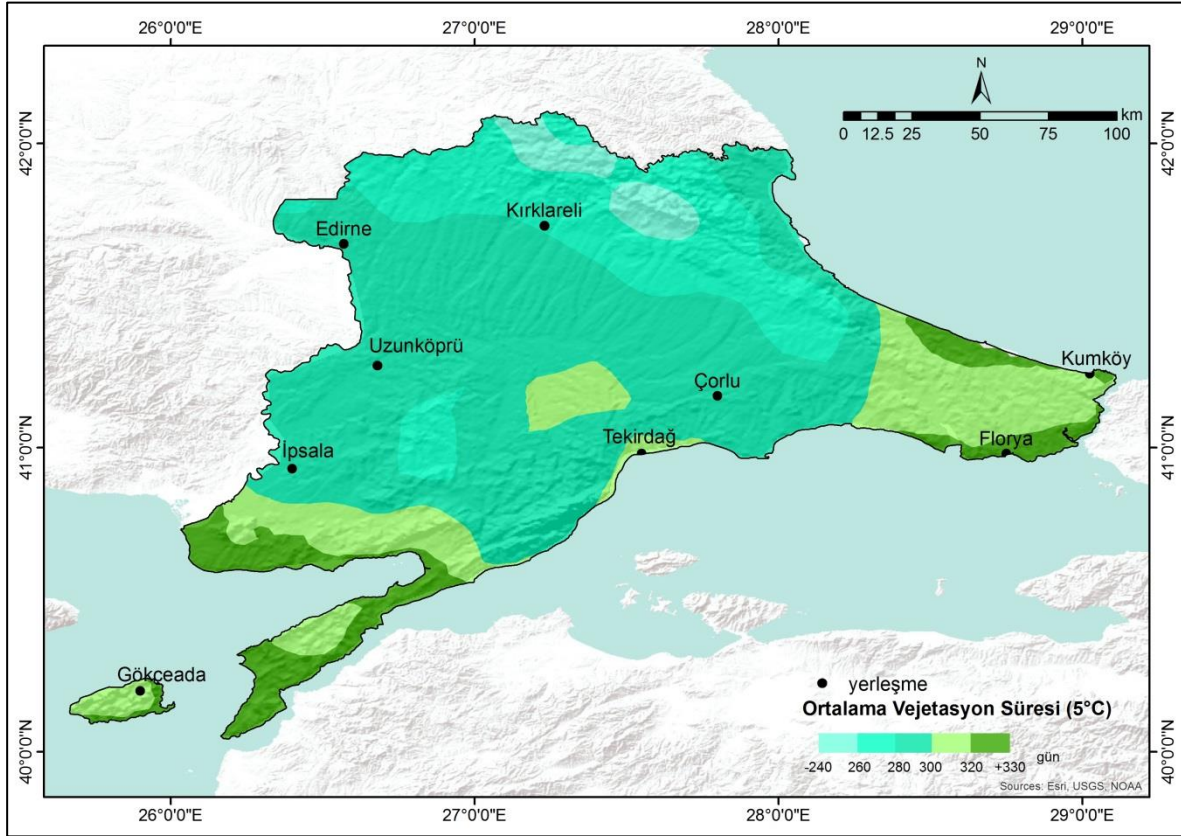 26°0'0"E 27°0'0"E 28°0'0"E 29°0'0"E
N
km
0 12.5 25 50 75 100
42°0'0"N 42°0'0"N
Kırklareli
Edirne
Uzunköprü
Kumköy
Çorlu
Tekirdağ
Florya
41°0'0"N 41°0'0"N
İpsala
Gökçeada
yerleşme
Ortalama Vejetasyon Süresi (5°C)
gün
-240 260 280 300 320 +330
40°0'0"N 40°0'0"N
Sources: Esri, USGS, NOAA
26°0'0"E 27°0'0"E 28°0'0"E 29°0'0"E